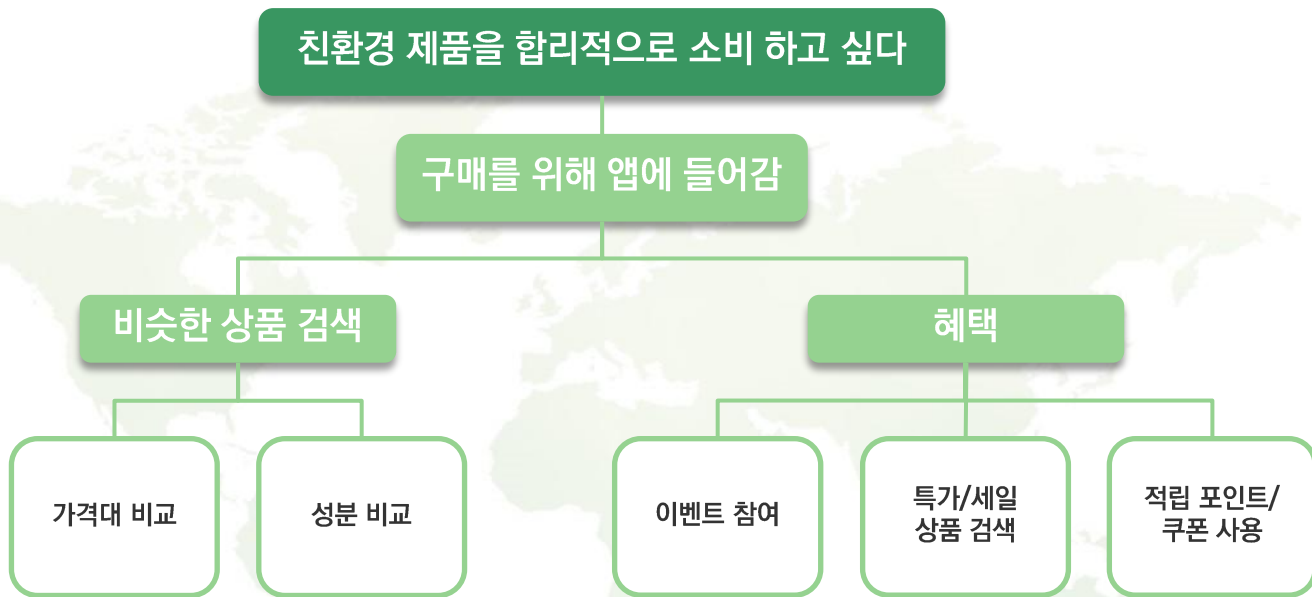 친환경 제품을 합리적으로 소비 하고 싶다
구매를 위해 앱에 들어감
비슷한 상품 검색
혜택
가격대 비교
성분 비교
이벤트 참여
특가/세일
상품 검색
적립 포인트/
쿠폰 사용